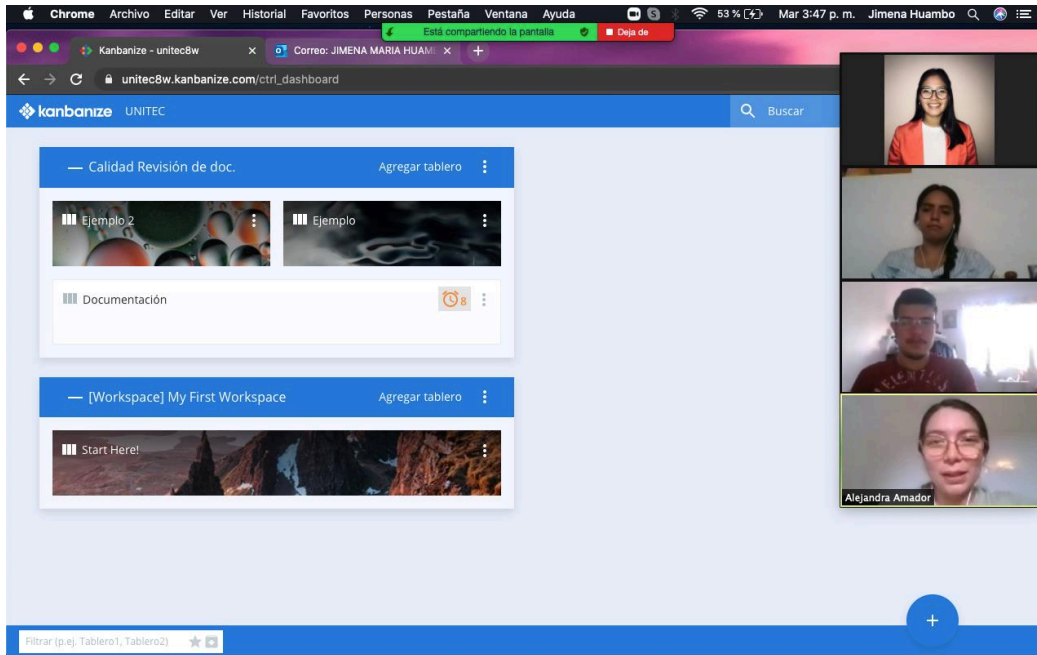 Chrome Archivo Editar Ver Historial Favoritos Personas Pestaña Ventana Ayuda S 53 % Mar 3:47 p. m. Jimena Huambo
Está compartiendo la pantalla Deja de
Kanbanize - unitec8w Correo: JIMENA MARIA HUAM
unitec8w.kanbanize.com/ctrl_dashboard
kanbanize UNITEC Buscar
Calidad Revisión de doc. Agregar tablero
Ejemplo 2 Ejemplo
Documentación 8
[Workspace] My First Workspace Agregar tablero
Start Here!
Alejandra Amador
Filtrar (p.ej. Tablero1, Tablero2)